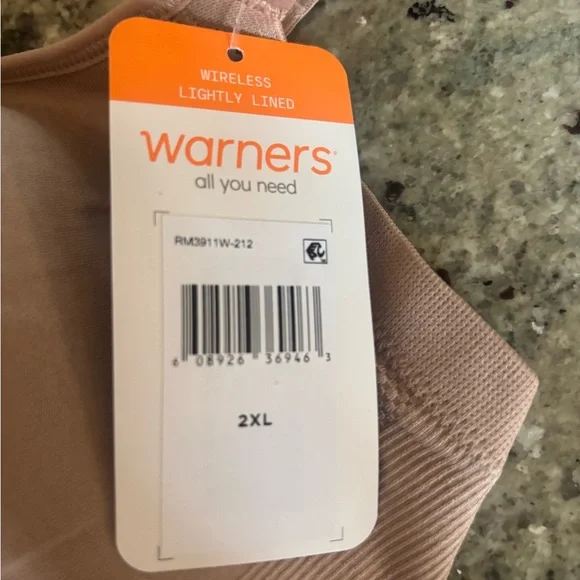 WIRELESS
LIGHTLY LINED
warners®
all you need
RM3911W-212
6 08926 36946 3
2XL